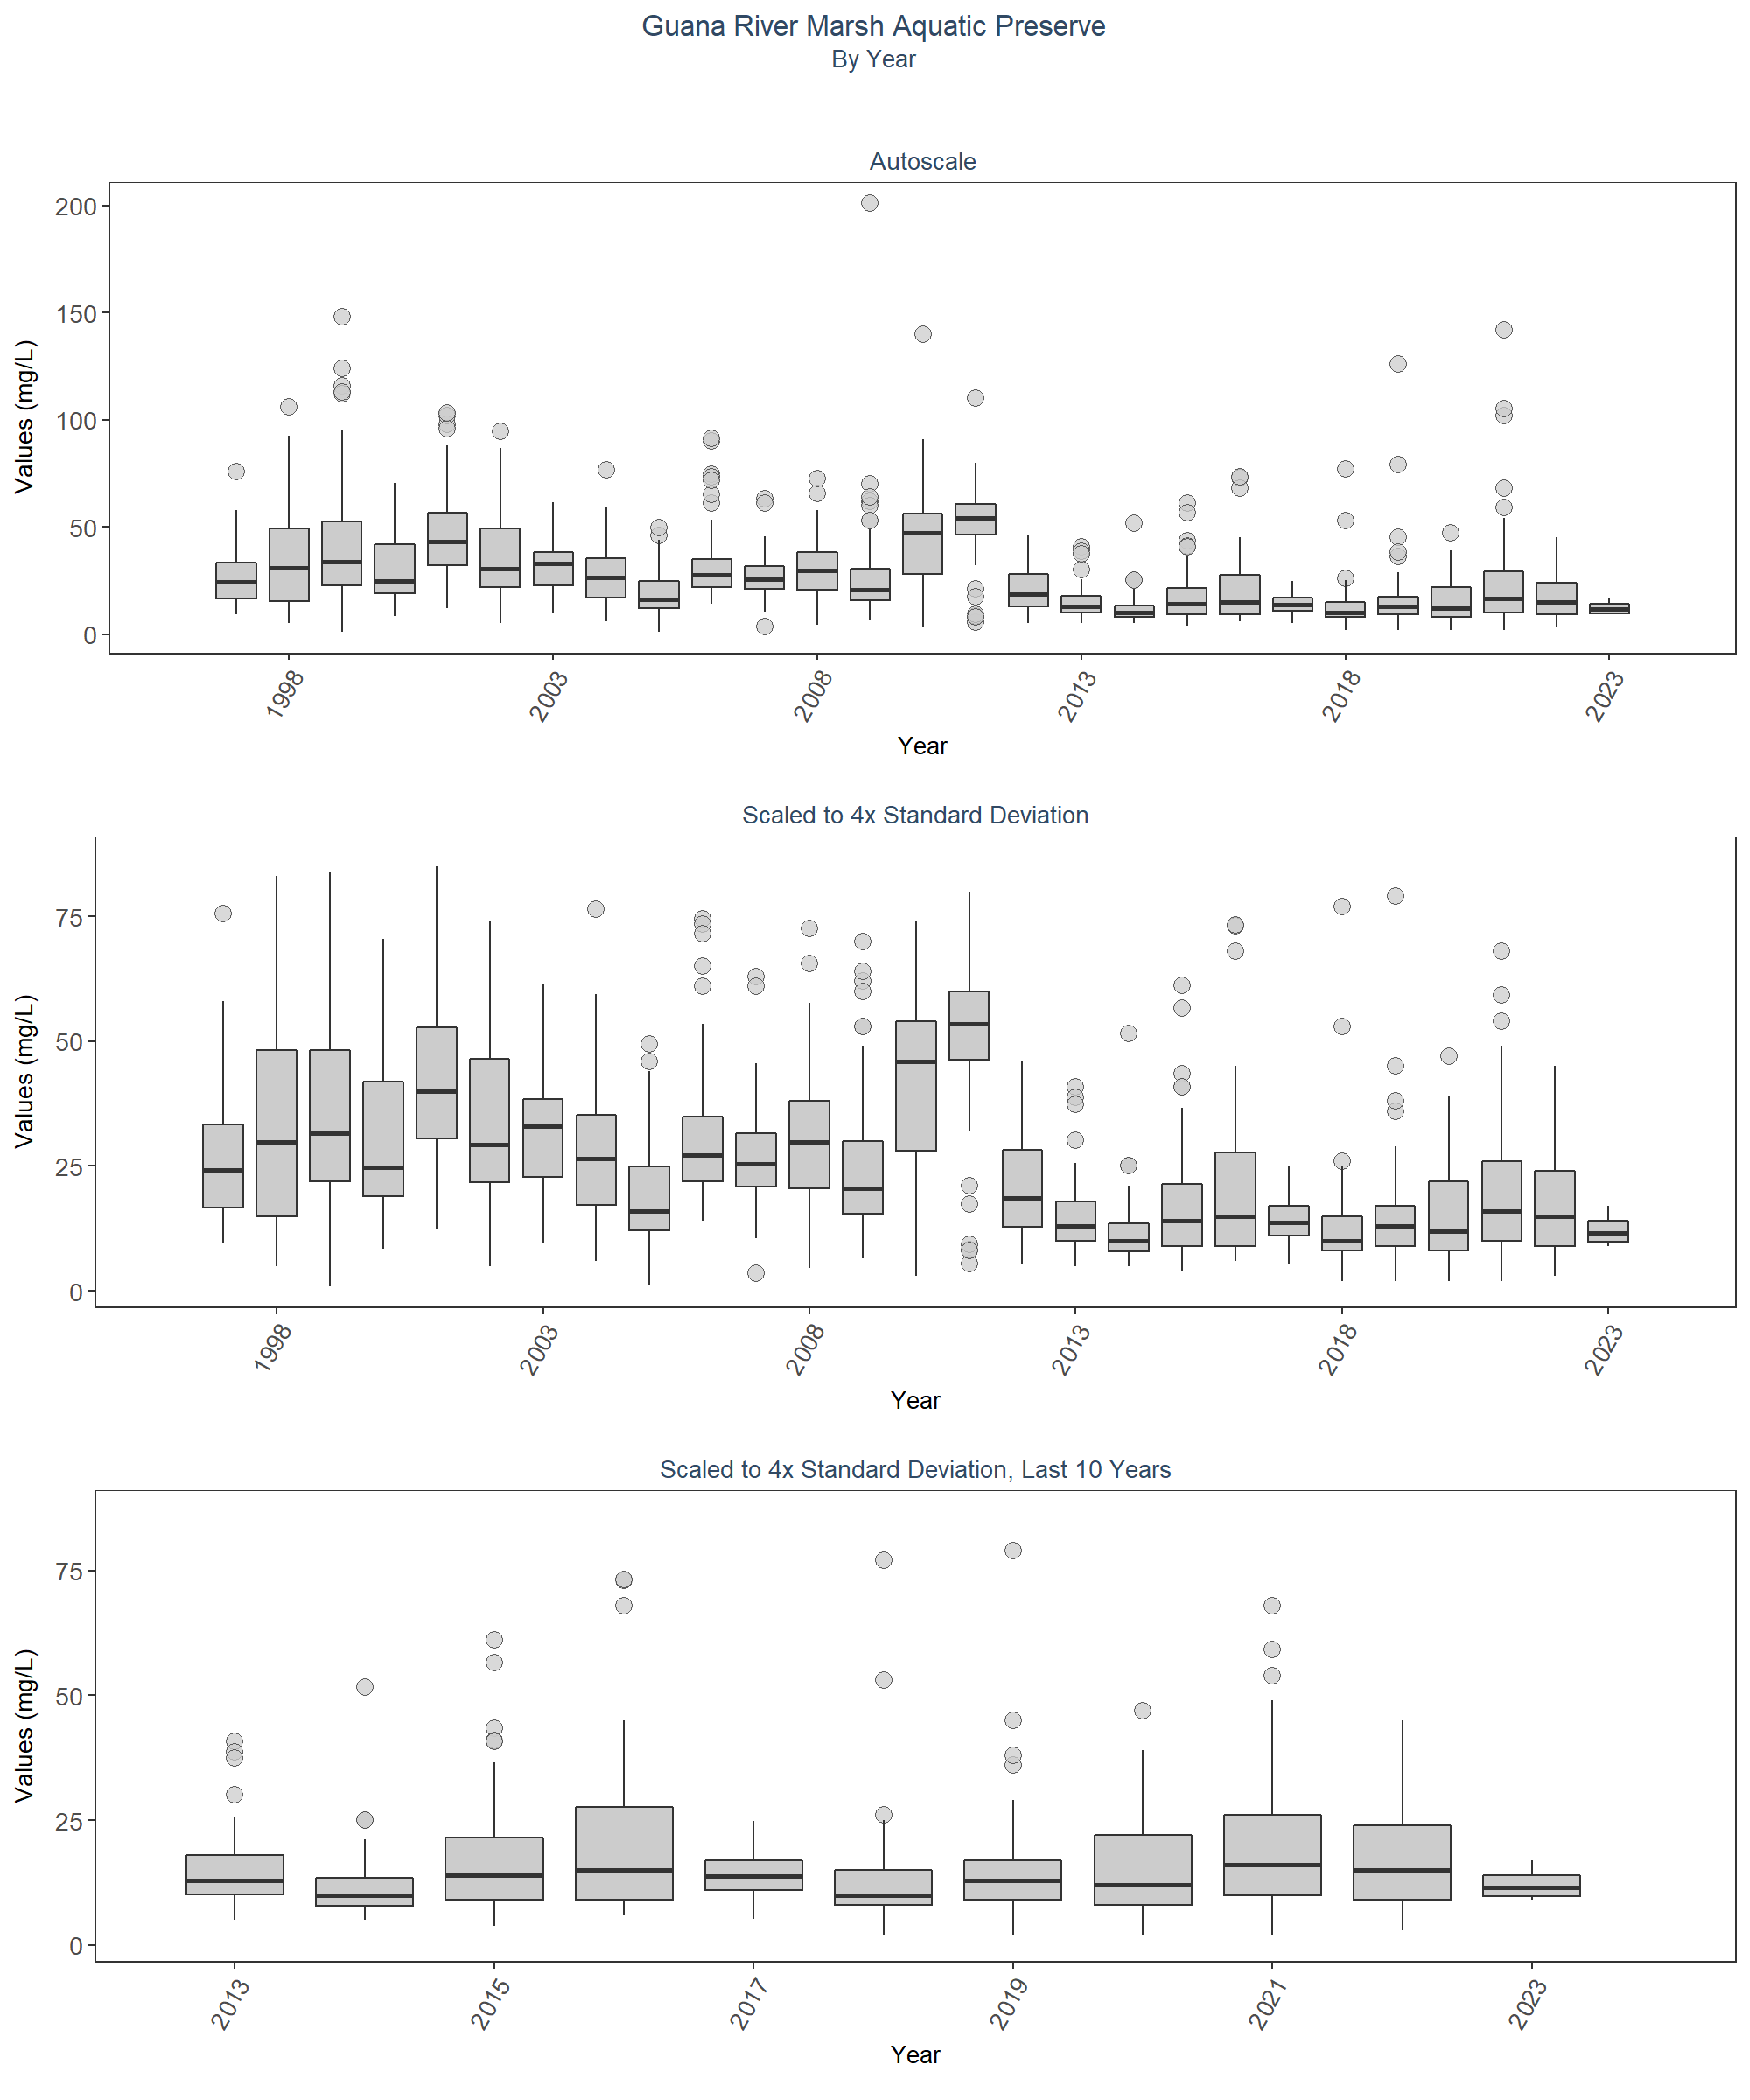 Guana River Marsh Aquatic Preserve
By Year
Autoscale
Values (mg/L)
200
150
100
50
0
1998 2003 2008 2013 2018 2023
Year
Scaled to 4x Standard Deviation
Values (mg/L)
75
50
25
0
1998 2003 2008 2013 2018 2023
Year
Scaled to 4x Standard Deviation, Last 10 Years
Values (mg/L)
75
50
25
0
2013 2015 2017 2019 2021 2023
Year